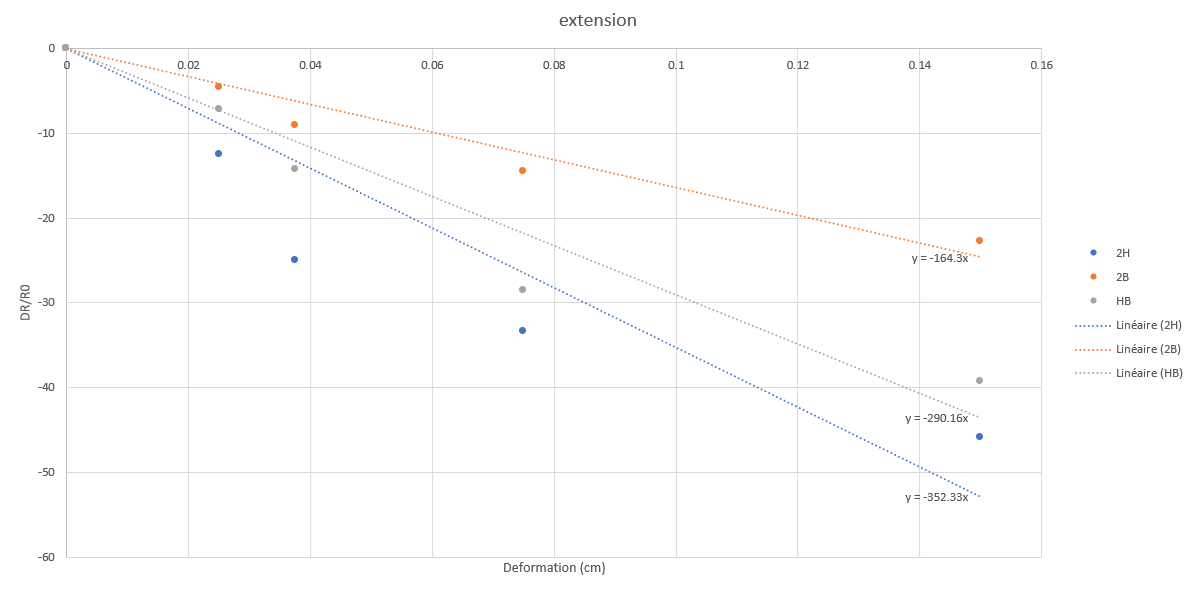 extension
0
0 0.02 0.04 0.06 0.08 0.1 0.12 0.14 0.16
-10
-20
-30
-40
-50
-60
DR/R0
Deformation (cm)
y = -164.3x
y = -290.16x
y = -352.33x
2H
2B
HB
Linéaire (2H)
Linéaire (2B)
Linéaire (HB)